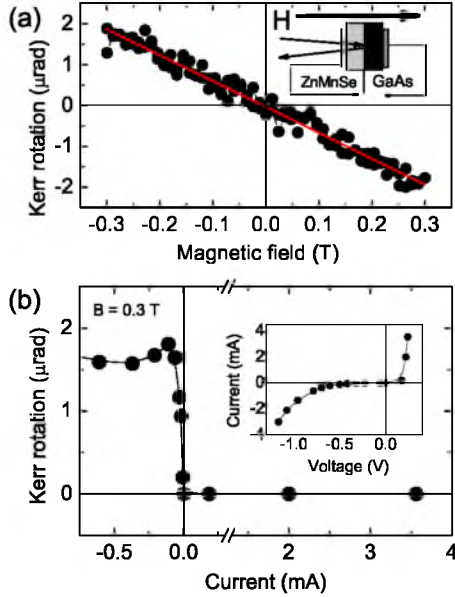 (a)
H
ZnMnSe GaAs
Kerr rotation (μrad)
2
1
0
-1
-2
-0.3 -0.2 -0.1 0.0 0.1 0.2 0.3
Magnetic field (T)
(b)
B = 0.3 T
Kerr rotation (μrad)
2
1
0
-0.5 0.0 2 3 4
Current (mA)
Current (mA)
4
2
0
-2
-4
-1.0 -0.5 0.0
Voltage (V)